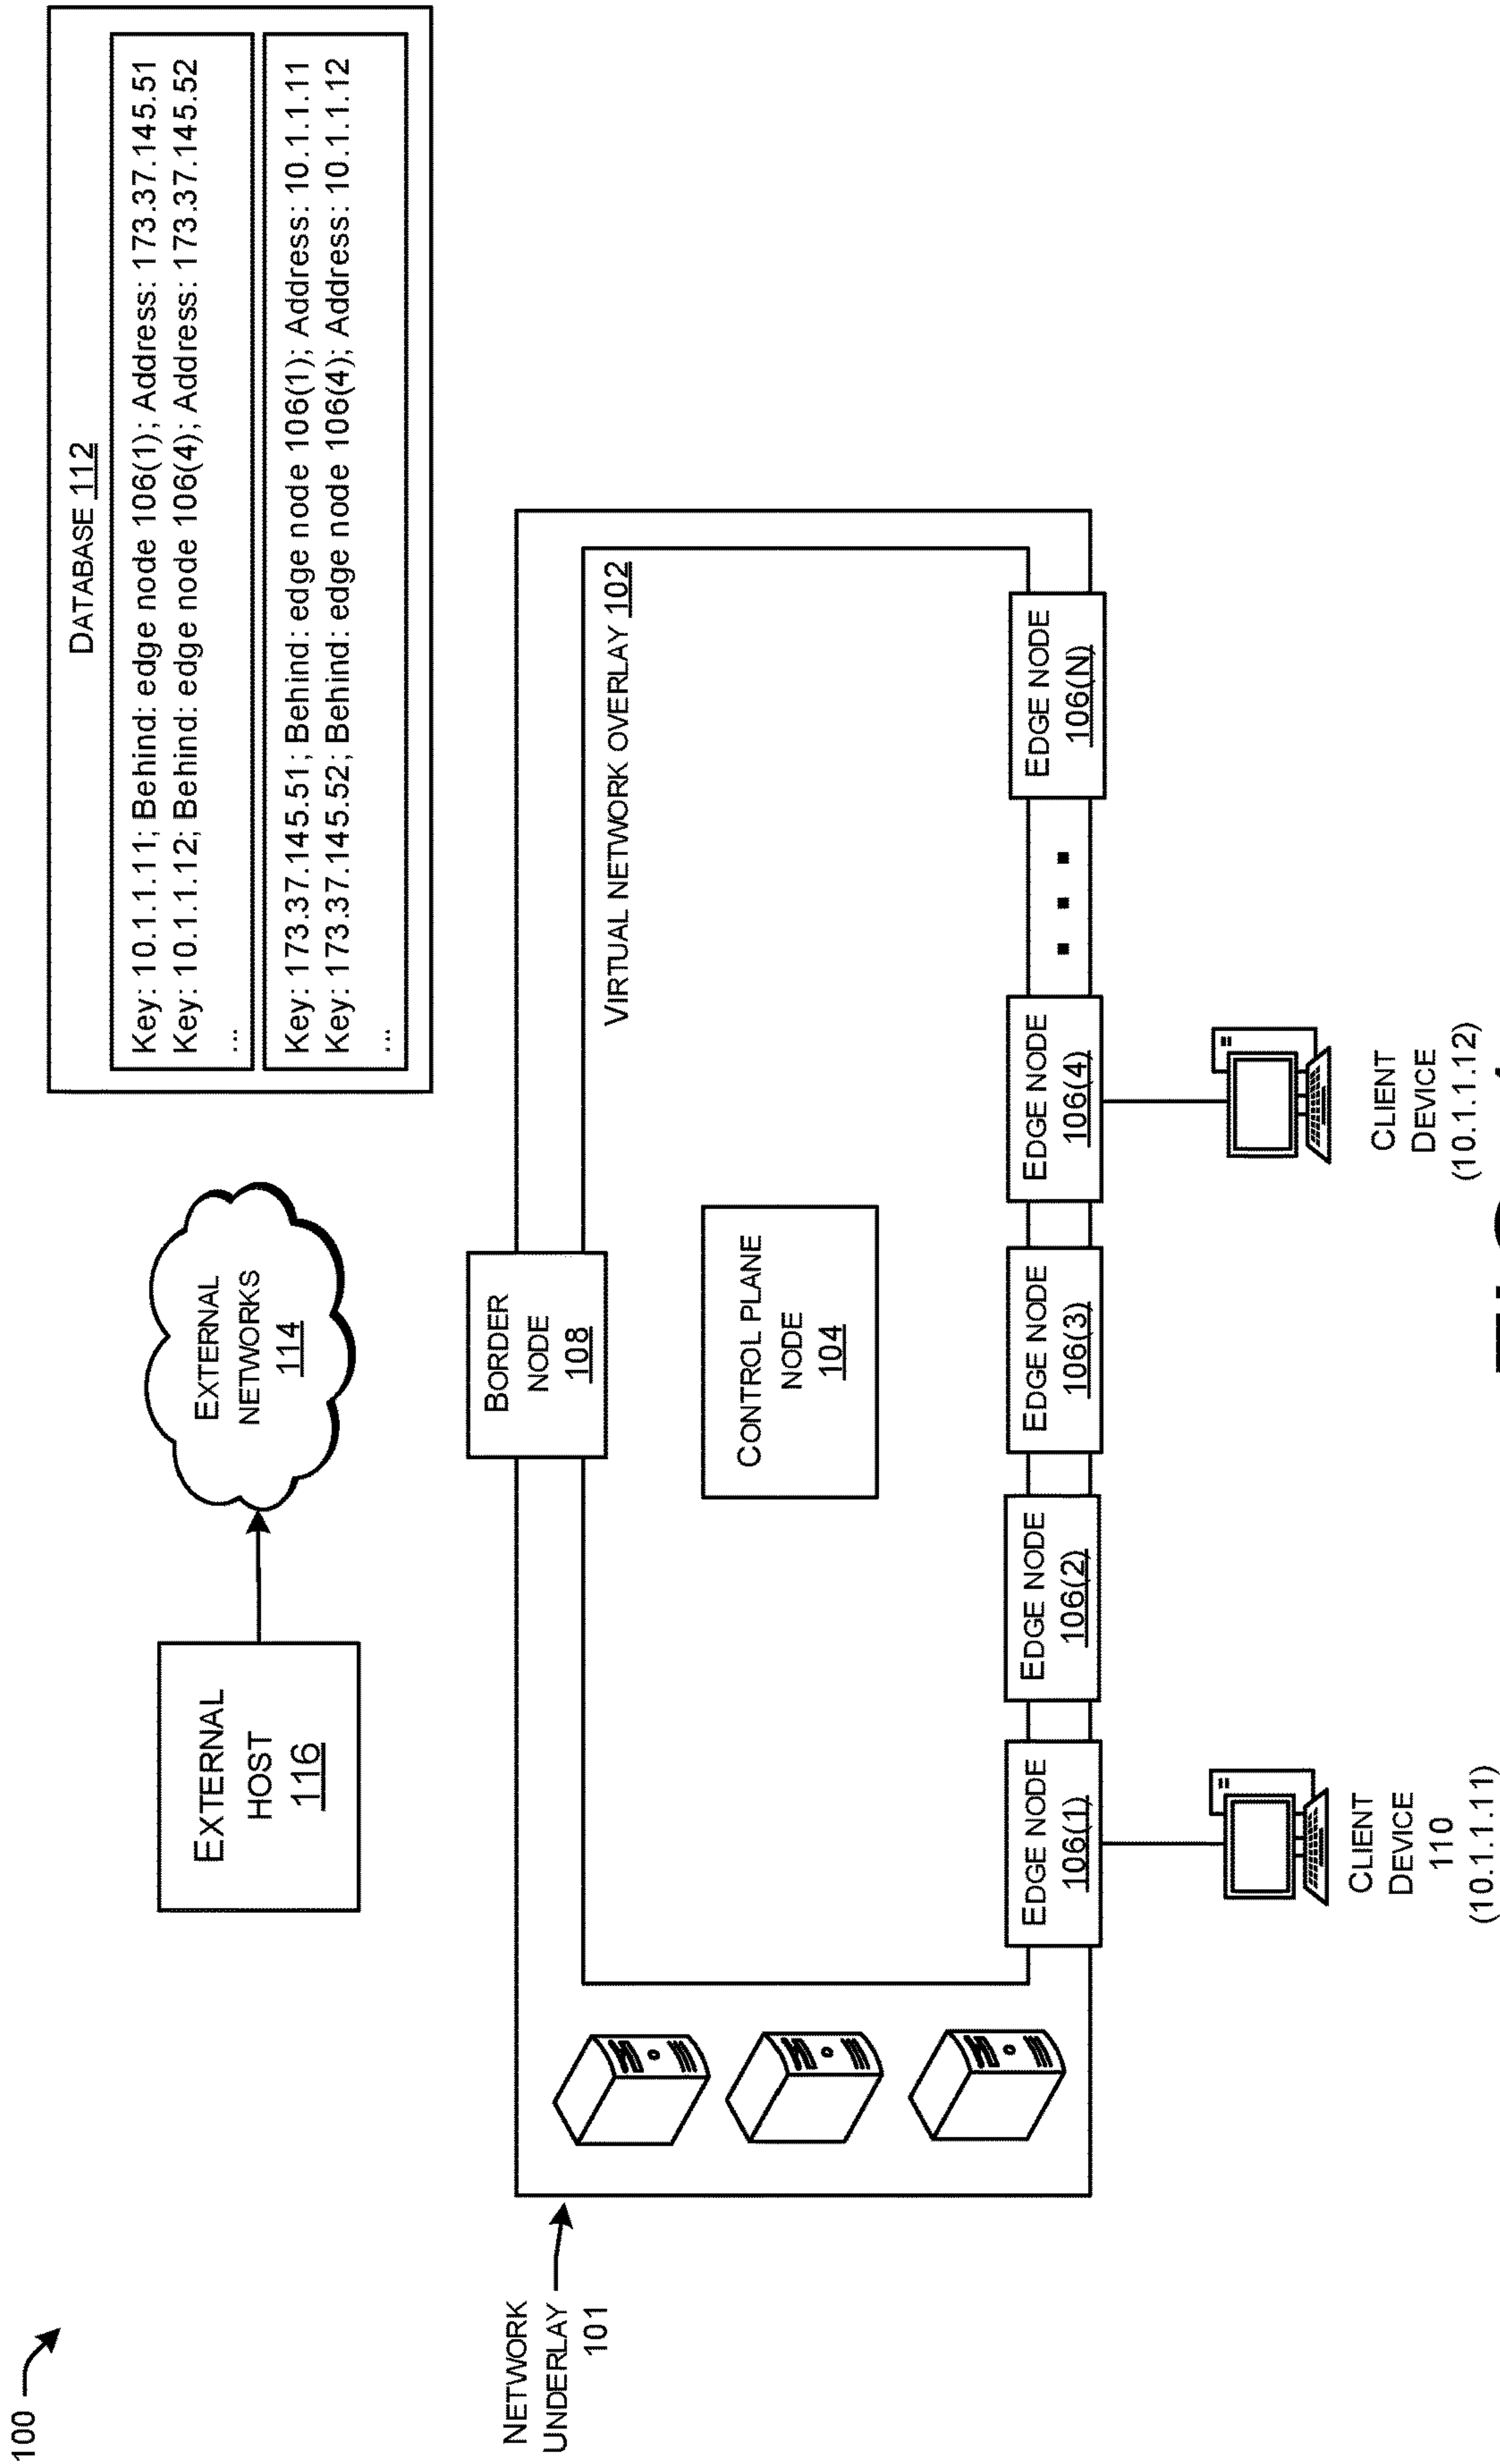 100
DATABASE 112
Key: 10.1.1.11; Behind: edge node 106(1); Address: 173.37.145.51
Key: 10.1.1.12; Behind: edge node 106(4); Address: 173.37.145.52
...
Key: 173.37.145.51; Behind: edge node 106(1); Address: 10.1.1.11
Key: 173.37.145.52; Behind: edge node 106(4); Address: 10.1.1.12
...
EXTERNAL
HOST
116
EXTERNAL
NETWORKS
114
NETWORK
UNDERLAY
101
BORDER
NODE
108
VIRTUAL NETWORK OVERLAY 102
CONTROL PLANE
NODE
104
EDGE NODE
106(1)
EDGE NODE
106(2)
EDGE NODE
106(3)
EDGE NODE
106(4)
EDGE NODE
106(N)
CLIENT
DEVICE
110
(10.1.1.11)
CLIENT
DEVICE
(10.1.1.12)